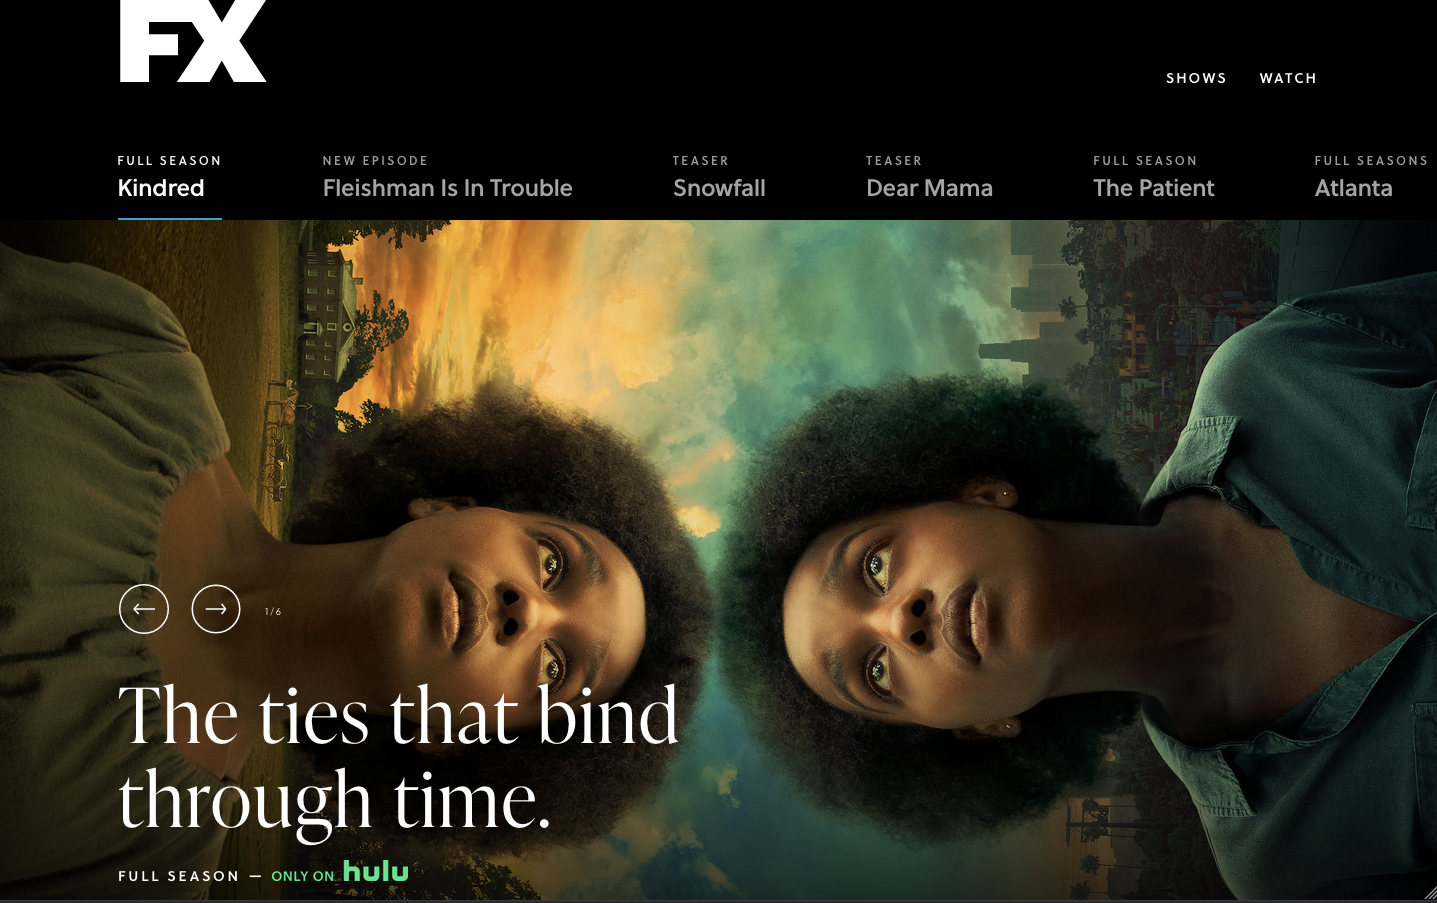 FX
SHOWS WATCH
FULL SEASON
Kindred
NEW EPISODE
Fleishman Is In Trouble
TEASER
Snowfall
TEASER
Dear Mama
FULL SEASON
The Patient
FULL SEASONS
Atlanta
1/6
The ties that bind
through time.
FULL SEASON — ONLY ON hulu